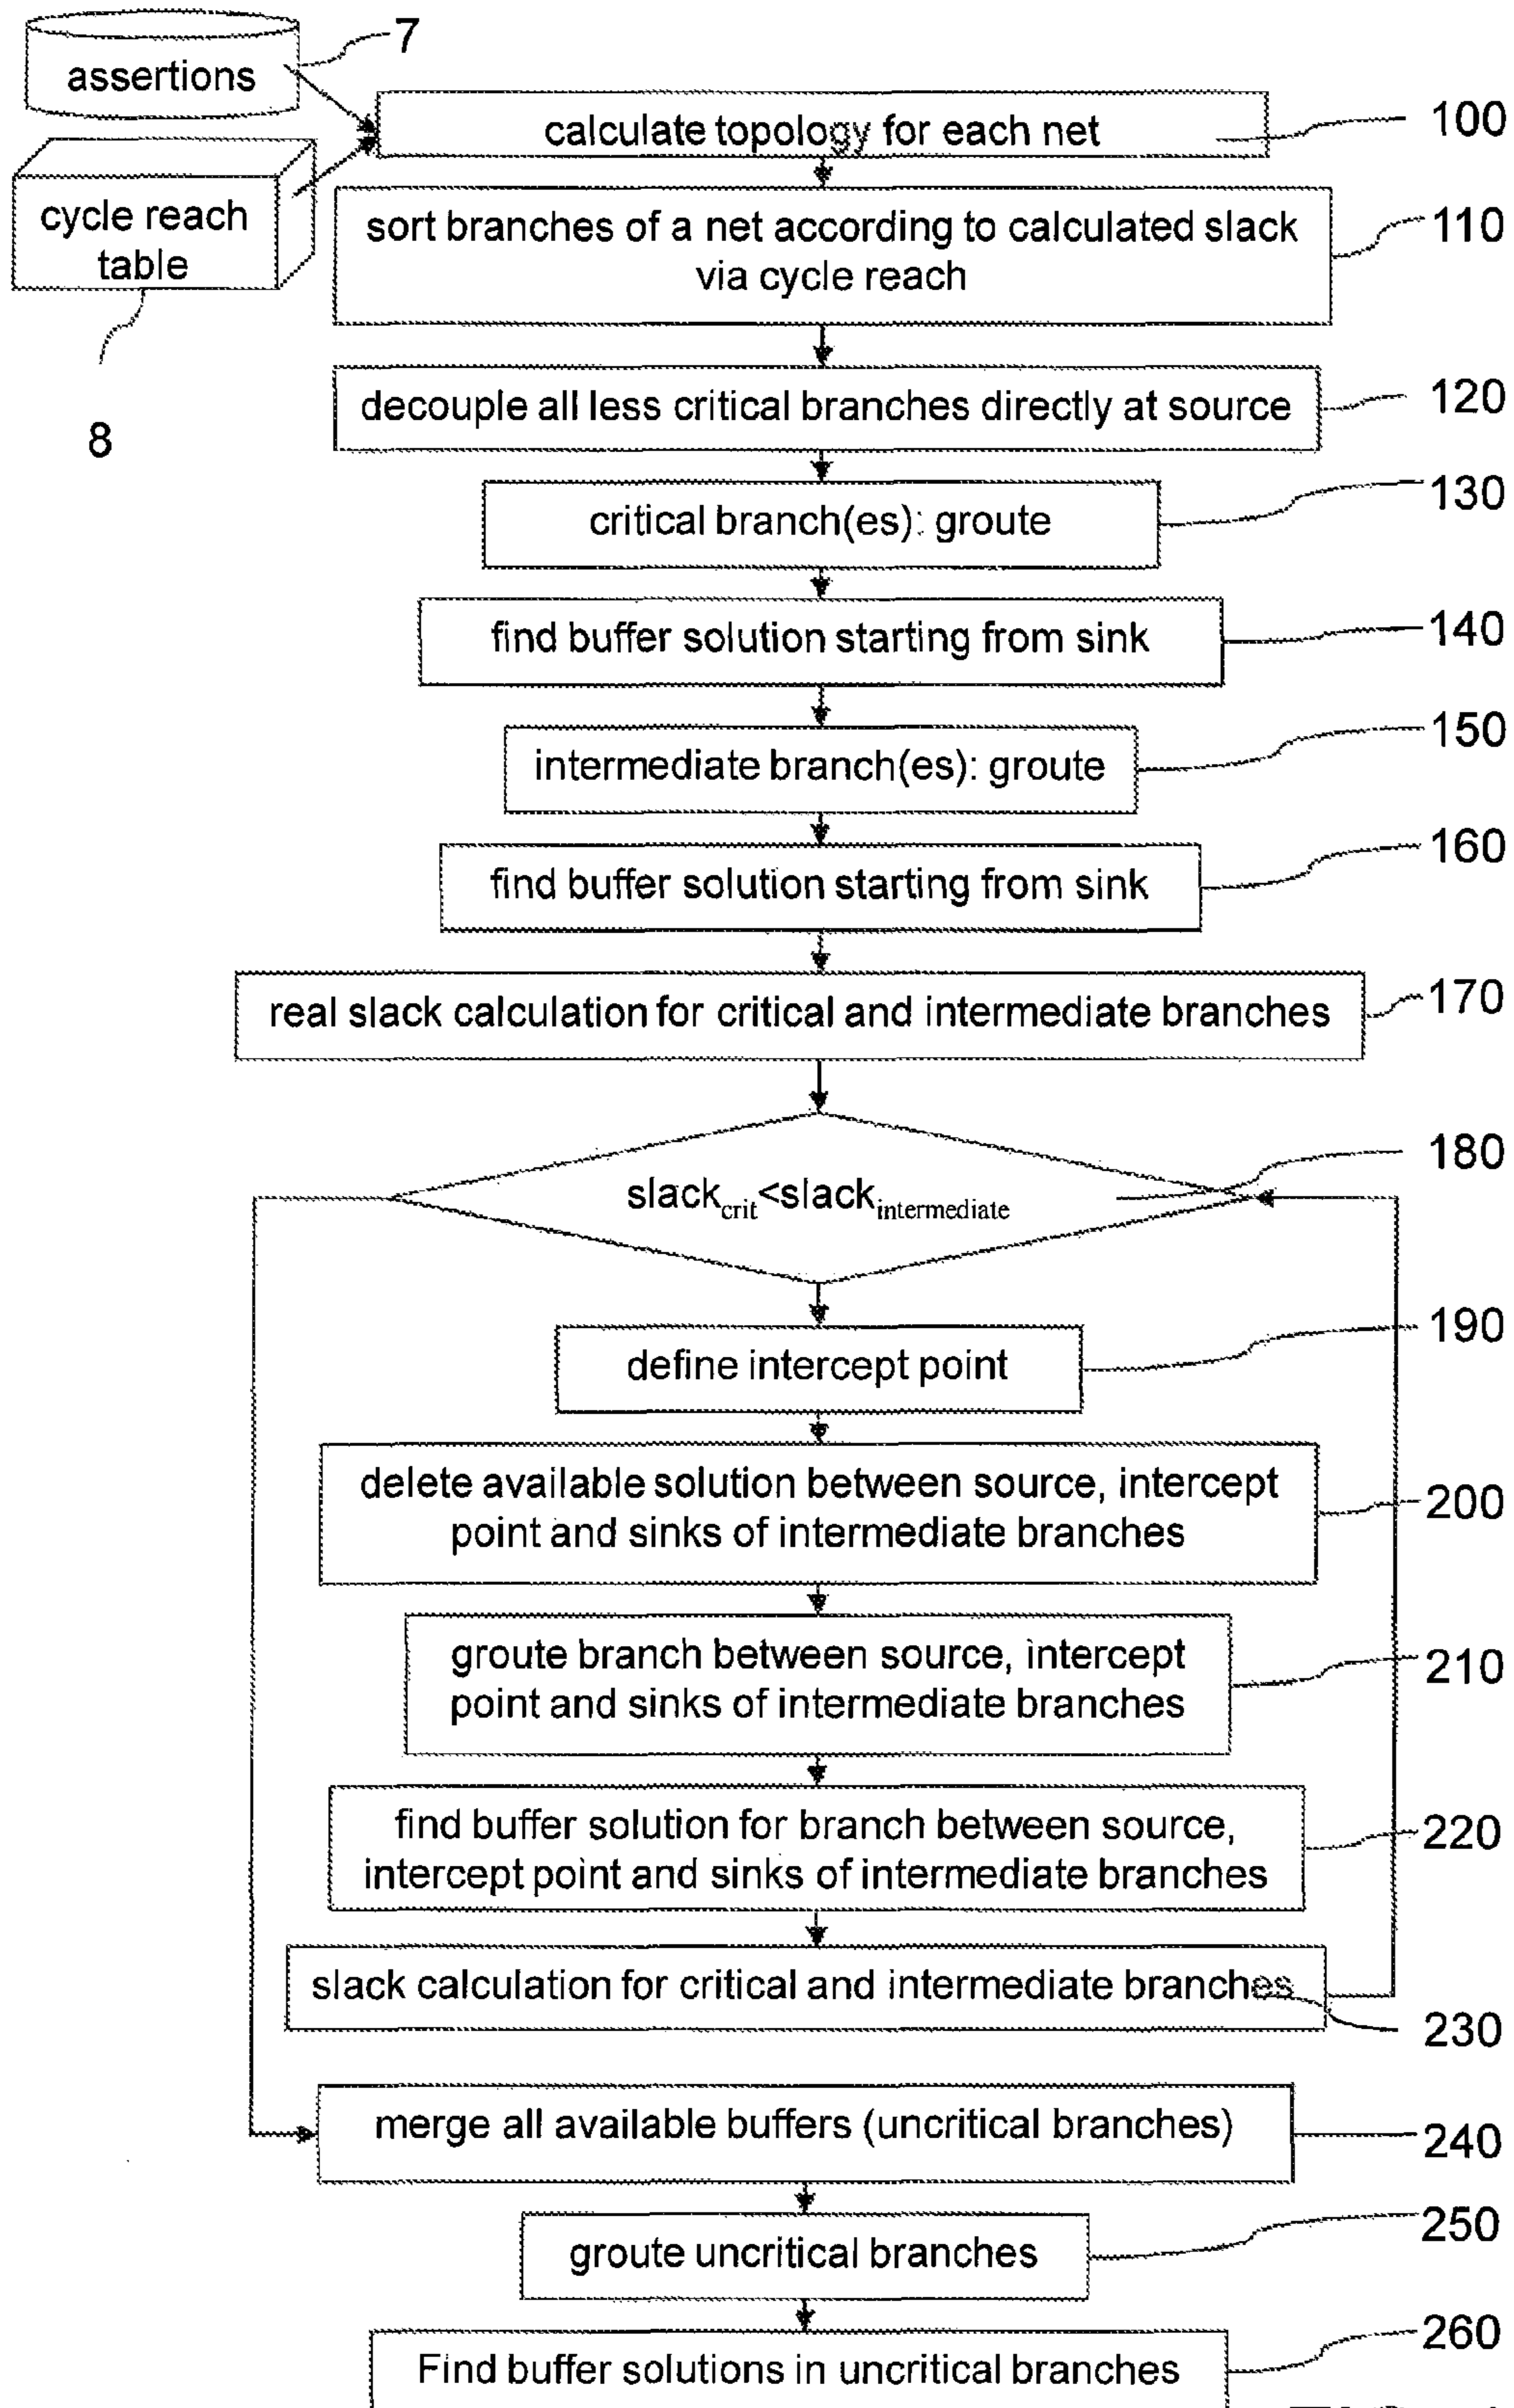 7
assertions
calculate topology for each net
100
cycle reach
table
8
sort branches of a net according to calculated slack
via cycle reach
110
decouple all less critical branches directly at source
120
critical branch(es): groute
130
find buffer solution starting from sink
140
intermediate branch(es): groute
150
find buffer solution starting from sink
160
real slack calculation for critical and intermediate branches
170
slackcrit<slackintermediate
180
define intercept point
190
delete available solution between source, intercept
point and sinks of intermediate branches
200
groute branch between source, intercept
point and sinks of intermediate branches
210
find buffer solution for branch between source,
intercept point and sinks of intermediate branches
220
slack calculation for critical and intermediate branches
230
merge all available buffers (uncritical branches)
240
groute uncritical branches
250
Find buffer solutions in uncritical branches
260